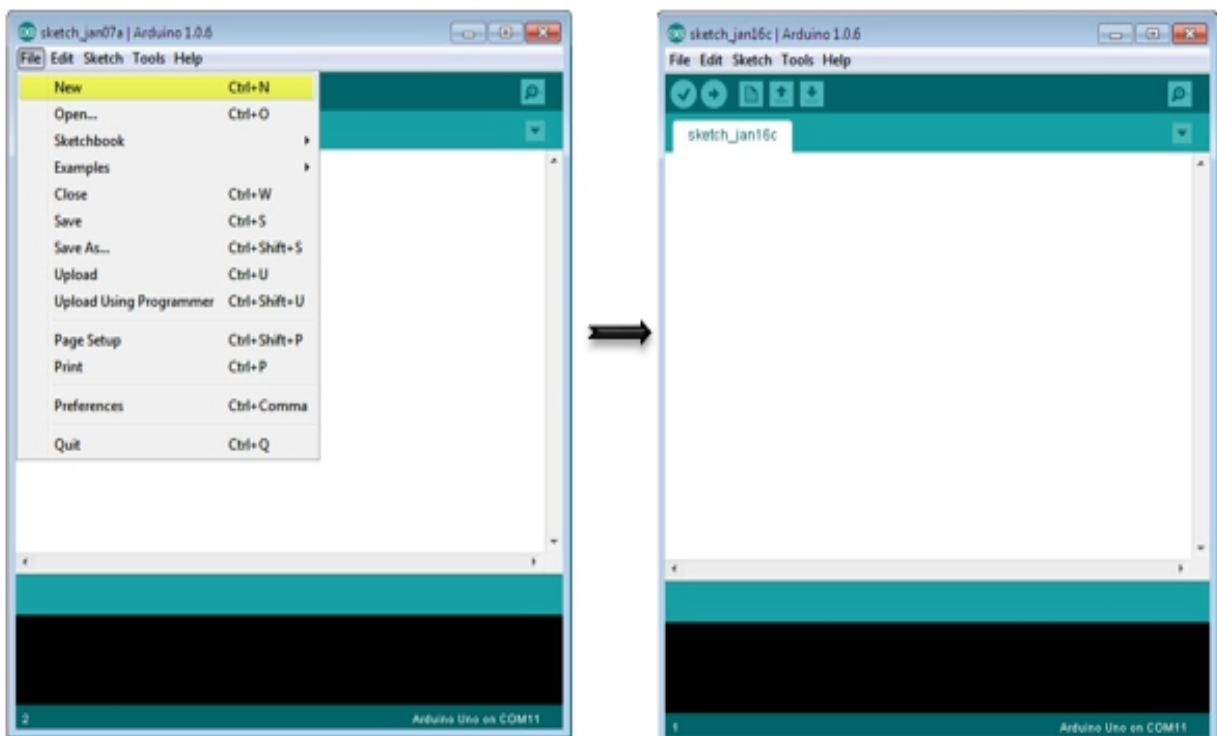 sketch_jan07a | Arduino 1.0.6
File Edit Sketch Tools Help
New Ctrl+N
Open... Ctrl+O
Sketchbook
Examples
Close Ctrl+W
Save Ctrl+S
Save As... Ctrl+Shift+S
Upload Ctrl+U
Upload Using Programmer Ctrl+Shift+U
Page Setup Ctrl+Shift+P
Print Ctrl+P
Preferences Ctrl+Comma
Quit Ctrl+Q
2 Arduino Uno on COM11
sketch_jan16c | Arduino 1.0.6
File Edit Sketch Tools Help
sketch_jan16c
1 Arduino Uno on COM11